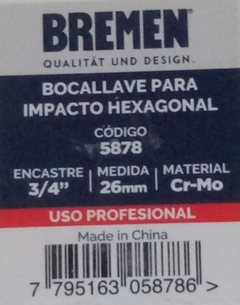 BREMEN
QUALITÄT UND DESIGN.
BOCALLAVE PARA
IMPACTO HEXAGONAL
CÓDIGO
5878
ENCASTRE | MEDIDA | MATERIAL
3/4" | 26mm | Cr-Mo
USO PROFESIONAL
Made in China
7 795163 058786 >